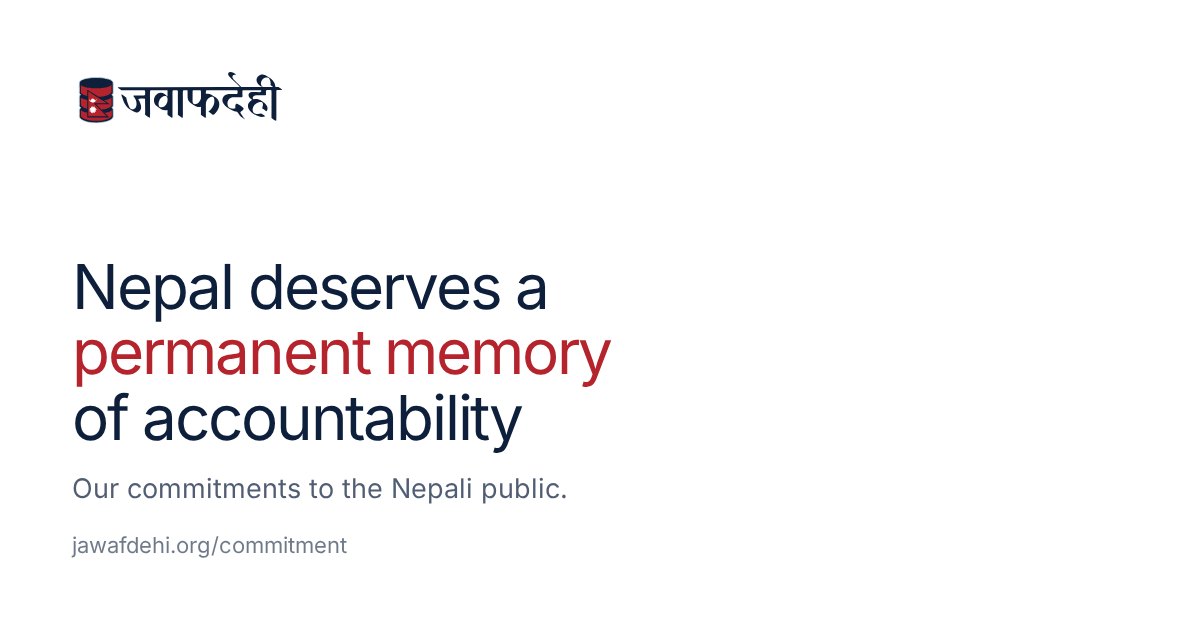 जवाफदेही
Nepal deserves a
permanent memory
of accountability
Our commitments to the Nepali public.
jawafdehi.org/commitment